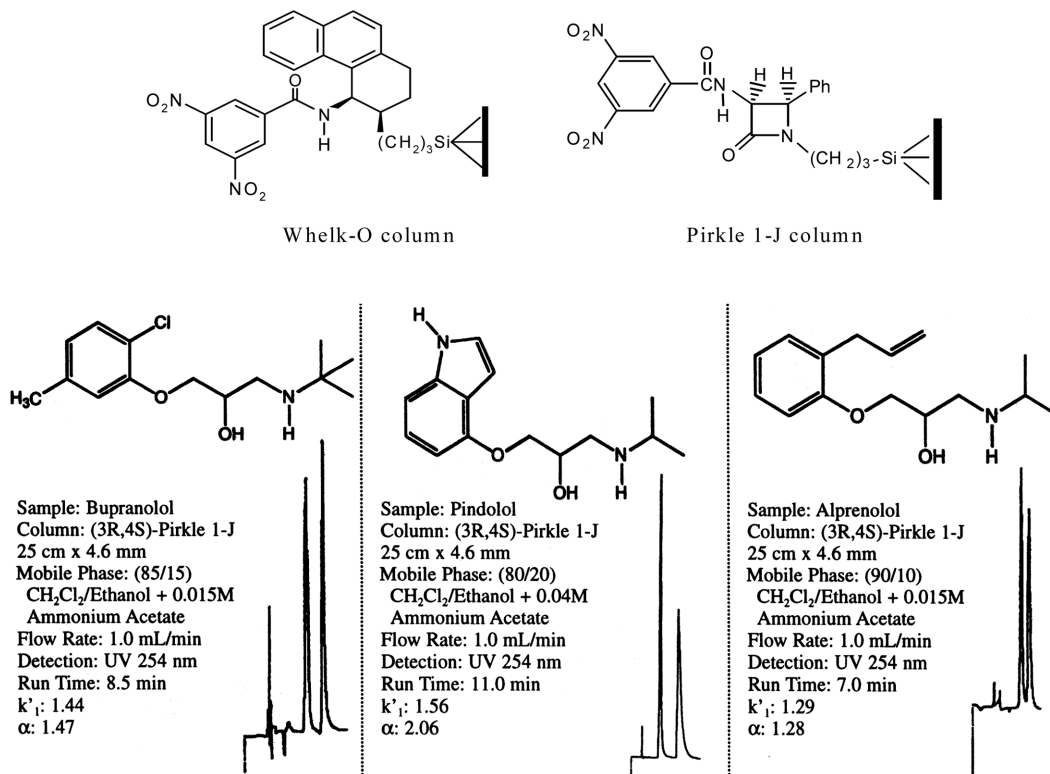 O₂N
NO₂
NO₂
O
N
H
(CH₂)₃Si
Whelk-O column
O₂N
O₂N
O
C
N
H
H
H
Ph
O
N
(CH₂)₃-Si
Pirkle 1-J column
Cl
H₃C
O
OH
N
H
Sample: Bupranolol
Column: (3R,4S)-Pirkle 1-J
25 cm x 4.6 mm
Mobile Phase: (85/15)
CH₂Cl₂/Ethanol + 0.015M
Ammonium Acetate
Flow Rate: 1.0 mL/min
Detection: UV 254 nm
Run Time: 8.5 min
k'₁: 1.44
α: 1.47
H
N
O
OH
N
H
Sample: Pindolol
Column: (3R,4S)-Pirkle 1-J
25 cm x 4.6 mm
Mobile Phase: (80/20)
CH₂Cl₂/Ethanol + 0.04M
Ammonium Acetate
Flow Rate: 1.0 mL/min
Detection: UV 254 nm
Run Time: 11.0 min
k'₁: 1.56
α: 2.06
O
OH
N
H
Sample: Alprenolol
Column: (3R,4S)-Pirkle 1-J
25 cm x 4.6 mm
Mobile Phase: (90/10)
CH₂Cl₂/Ethanol + 0.015M
Ammonium Acetate
Flow Rate: 1.0 mL/min
Detection: UV 254 nm
Run Time: 7.0 min
k'₁: 1.29
α: 1.28